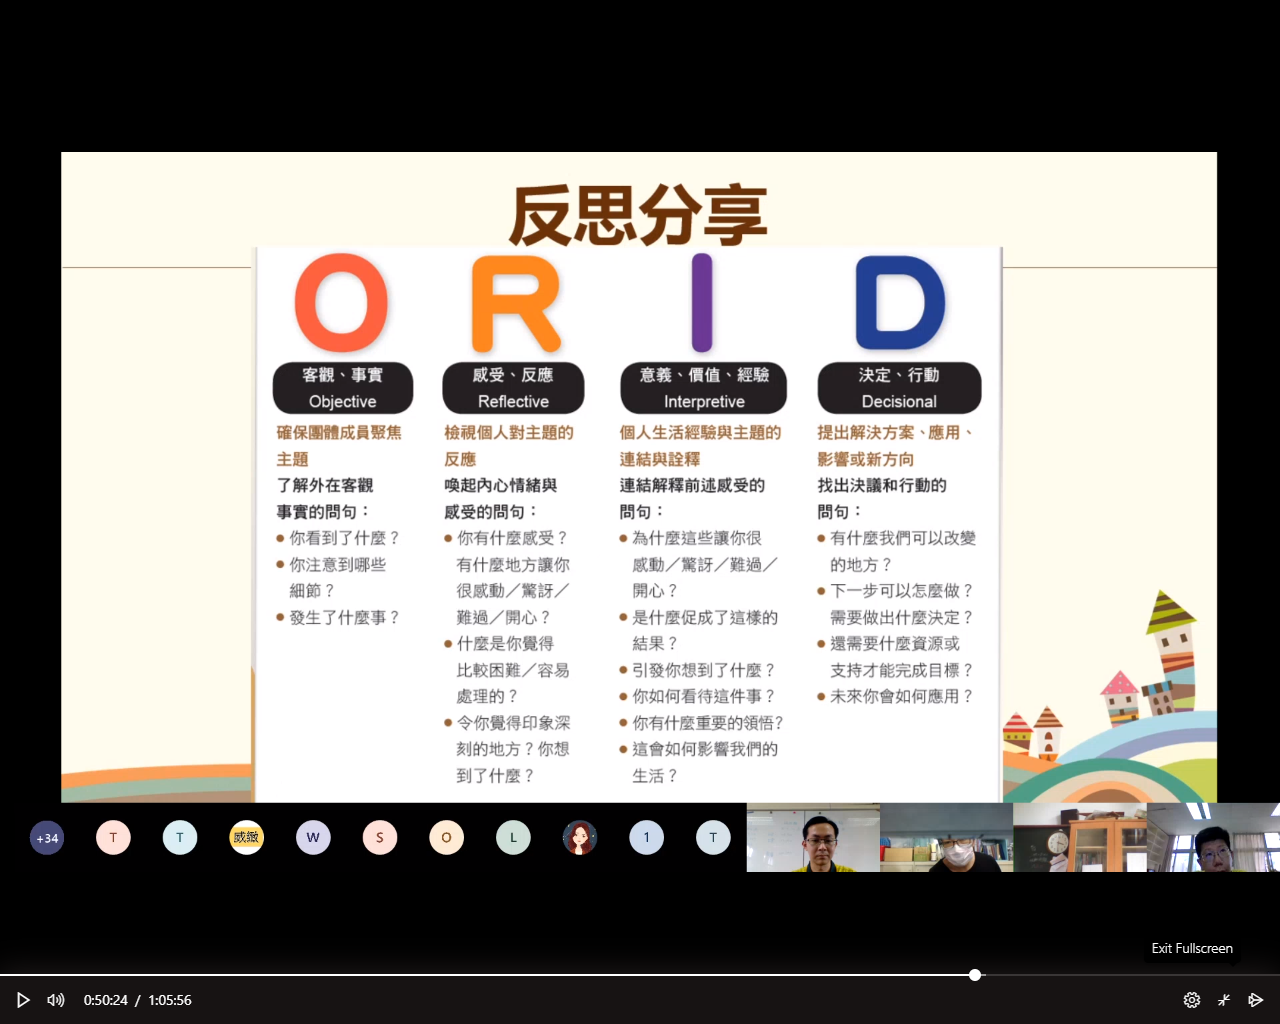 反思分享
O
R
I
D
客觀、事實
Objective
確保團體成員聚焦
主題
了解外在客觀
事實的問句：
你看到了什麼？
你注意到哪些
細節？
發生了什麼事？
感受、反應
Reflective
檢視個人對主題的
反應
喚起內心情緒與
感受的問句：
你有什麼感受？
有什麼地方讓你
很感動／驚訝／
難過／開心？
什麼是你覺得
比較困難／容易
處理的？
令你覺得印象深
刻的地方？你想
到了什麼？
意義、價值、經驗
Interpretive
個人生活經驗與主題的
連結與詮釋
連結解釋前述感受的
問句：
為什麼這些讓你很
感動／驚訝／難過／
開心？
是什麼促成了這樣的
結果？
引發你想到了什麼？
你如何看待這件事？
你有什麼重要的領悟?
這會如何影響我們的
生活？
決定、行動
Decisional
提出解決方案、應用、
影響或新方向
找出決議和行動的
問句：
有什麼我們可以改變
的地方？
下一步可以怎麼做？
需要做出什麼決定？
還需要什麼資源或
支持才能完成目標？
未來你會如何應用？
+34
T
T
威緻
W
S
O
L
1
T
Exit Fullscreen
0:50:24 / 1:05:56